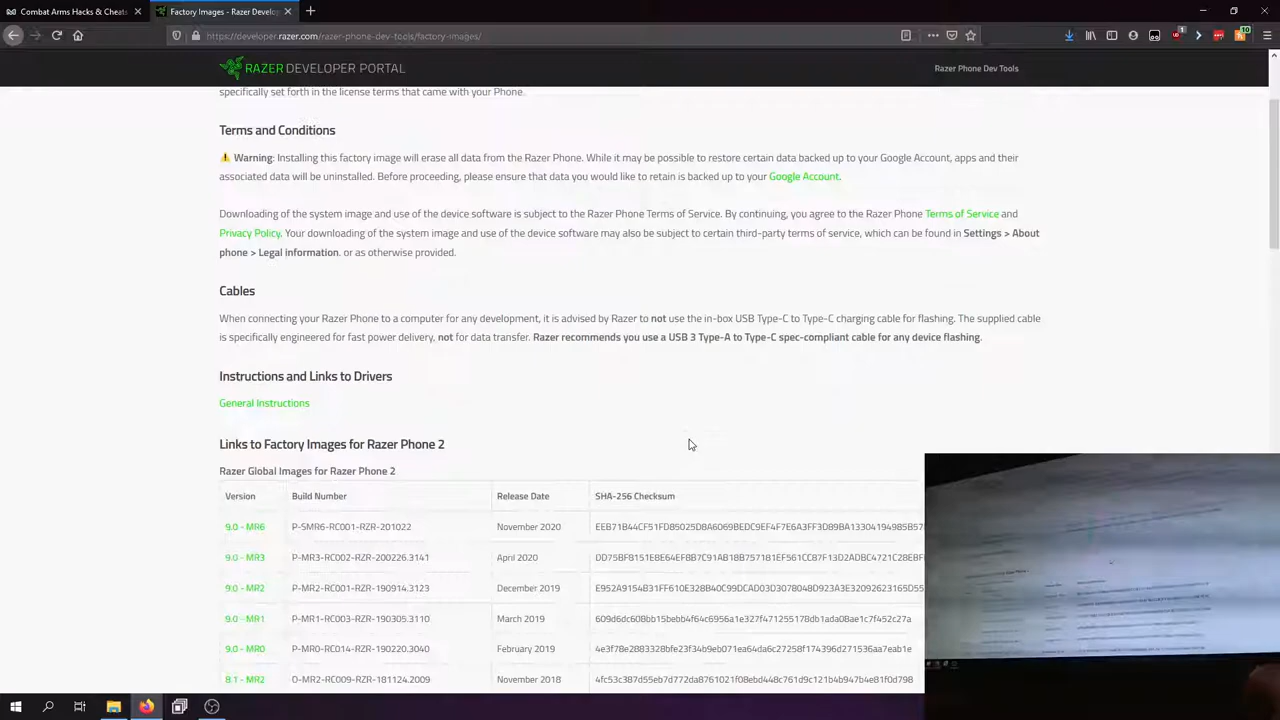 Combat Arms Hacks & Cheats
Factory Images - Razer Develo
https://developer.razer.com/razer-phone-dev-tools/factory-images/
10
RAZER DEVELOPER PORTAL
Razer Phone Dev Tools
specifically set forth in the license terms that came with your Phone.
Terms and Conditions
Warning: Installing this factory image will erase all data from the Razer Phone. While it may be possible to restore certain data backed up to your Google Account, apps and their
associated data will be uninstalled. Before proceeding, please ensure that data you would like to retain is backed up to your Google Account.
Downloading of the system image and use of the device software is subject to the Razer Phone Terms of Service. By continuing, you agree to the Razer Phone Terms of Service and
Privacy Policy. Your downloading of the system image and use of the device software may also be subject to certain third-party terms of service, which can be found in Settings > About
phone > Legal information. or as otherwise provided.
Cables
When connecting your Razer Phone to a computer for any development, it is advised by Razer to not use the in-box USB Type-C to Type-C charging cable for flashing. The supplied cable
is specifically engineered for fast power delivery, not for data transfer. Razer recommends you use a USB 3 Type-A to Type-C spec-compliant cable for any device flashing.
Instructions and Links to Drivers
General Instructions
Links to Factory Images for Razer Phone 2
Razer Global Images for Razer Phone 2
Version Build Number Release Date SHA-256 Checksum
9.0 - MR6 P-SMR6-RC001-RZR-201022 November 2020 EEB71B44CF51FD85025D8A6069BEDC9EF4F7E6A3FF3D89BA13304194985B57
9.0 - MR3 P-MR3-RC002-RZR-200226.3141 April 2020 DD75BF8151E8E64EF8B7C91AB18B757181EF561CC87F13D2ADBC4721C28EBF
9.0 - MR2 P-MR2-RC001-RZR-190914.3123 December 2019 E952A9154B31FF610E328B40C99DCAD03D3078048D923A3E32092623165D55
9.0 - MR1 P-MR1-RC003-RZR-190305.3110 March 2019 609d6dc608bb15bebb4f64c6956a1e327f471255178db1ada08ae1c7f452c27a
9.0 - MR0 P-MR0-RC014-RZR-190220.3040 February 2019 4e3f78e2883328bfe23f34b9eb071ea64da6c27258f174396d271536aa7eab1e
8.1 - MR2 O-MR2-RC009-RZR-181124.2009 November 2018 4fc53c387d55eb7d772da8761021f08ebd448c761d9c121b4b947b4e81f0d798